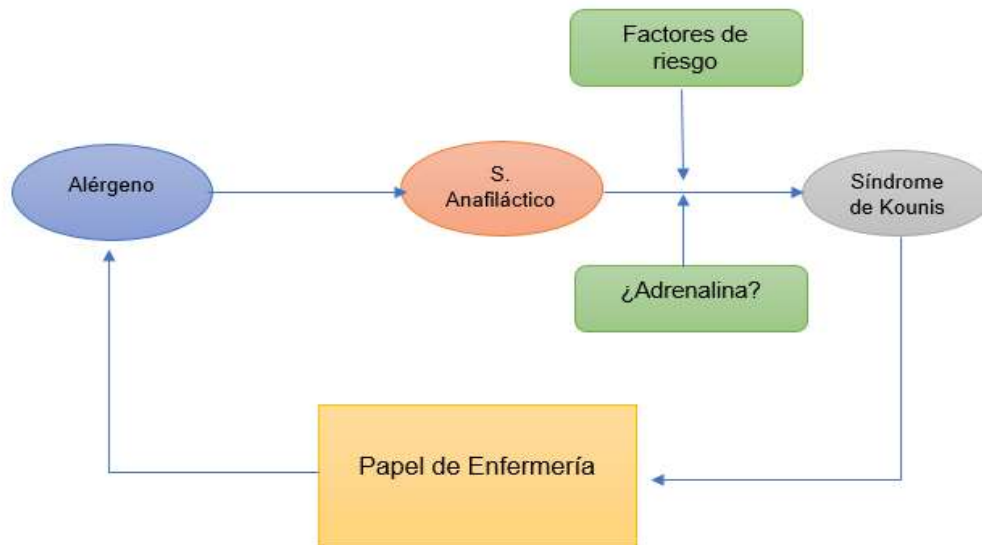 Factores de
riesgo
Alérgeno
S.
Anafiláctico
Síndrome
de Kounis
¿Adrenalina?
Papel de Enfermería